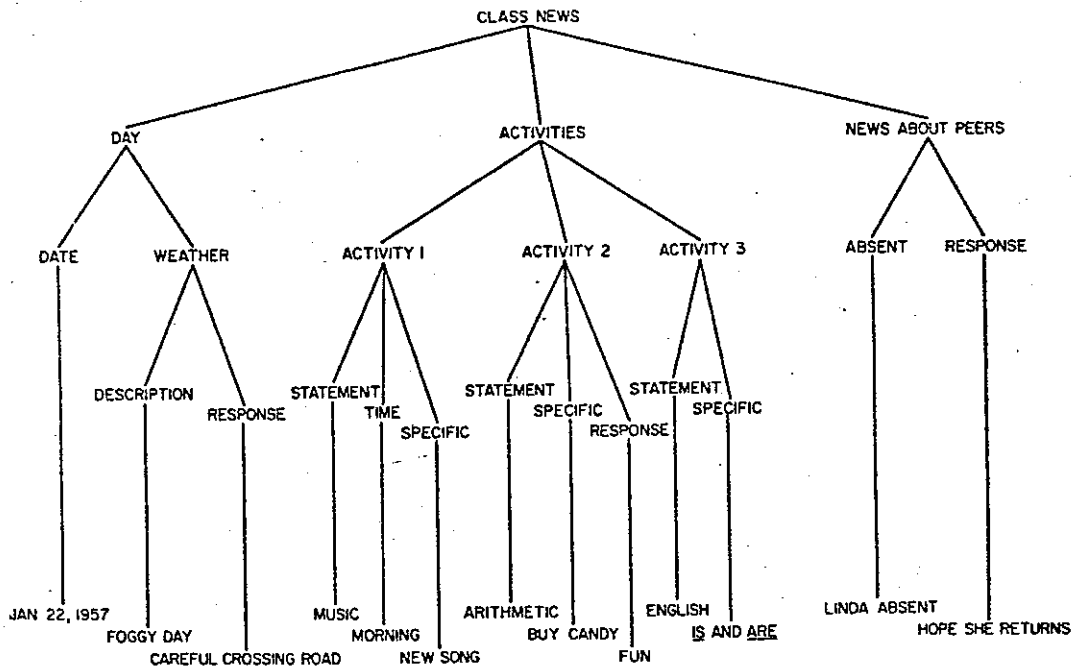 CLASS NEWS
DAY
ACTIVITIES
NEWS ABOUT PEERS
DATE
WEATHER
ACTIVITY 1
ACTIVITY 2
ACTIVITY 3
ABSENT
RESPONSE
DESCRIPTION
RESPONSE
STATEMENT
TIME
SPECIFIC
STATEMENT
SPECIFIC
RESPONSE
STATEMENT
SPECIFIC
JAN 22, 1957
FOGGY DAY
CAREFUL CROSSING ROAD
MUSIC
MORNING
NEW SONG
ARITHMETIC
BUY CANDY
FUN
ENGLISH
IS AND ARE
LINDA ABSENT
HOPE SHE RETURNS